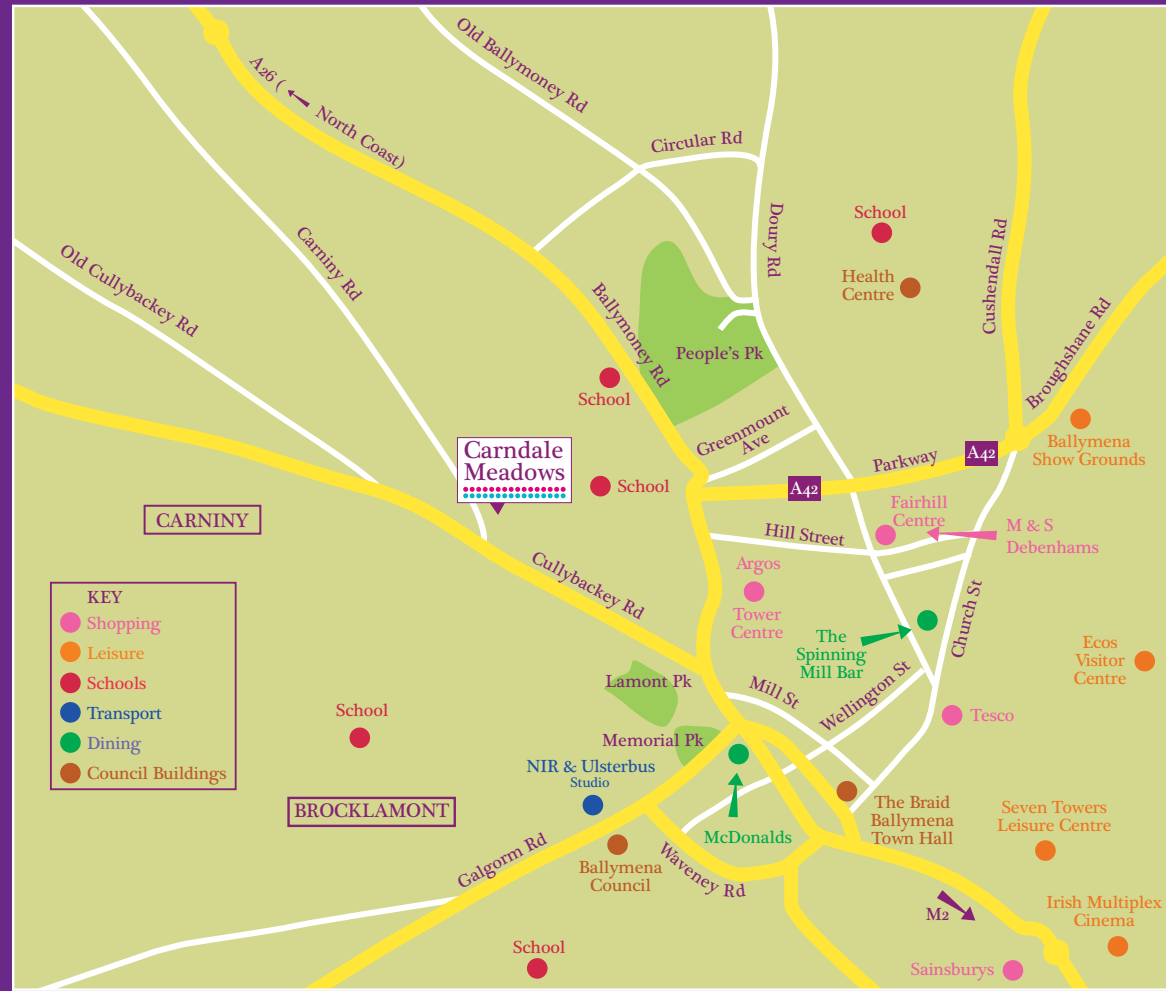 Old Ballymoney Rd
A26 (
North Coast)
Circular Rd
Doury Rd
School
Health
Centre
Cushendall Rd
Broughshane Rd
Old Cullybackey Rd
Carniny Rd
Ballymoney Rd
People's Pk
School
Greenmount
Ave
Ballymena
Show Grounds
Carndale
Meadows
School
A42
Parkway
A42
CARNINY
Fairhill
Centre
M & S
Debenhams
Hill Street
Argos
Tower
Centre
Cullybackey Rd
Church St
The
Spinning
Mill Bar
Ecos
Visitor
Centre
KEY
Shopping
Leisure
Schools
Transport
Dining
Council Buildings
Lamont Pk
Mill St
Wellington St
School
Tesco
Memorial Pk
NIR & Ulsterbus
Studio
BROCKLAMONT
McDonalds
The Braid
Ballymena
Town Hall
Seven Towers
Leisure Centre
Galgorm Rd
Ballymena
Council
Waveney Rd
M2
Irish Multiplex
Cinema
School
Sainsburys